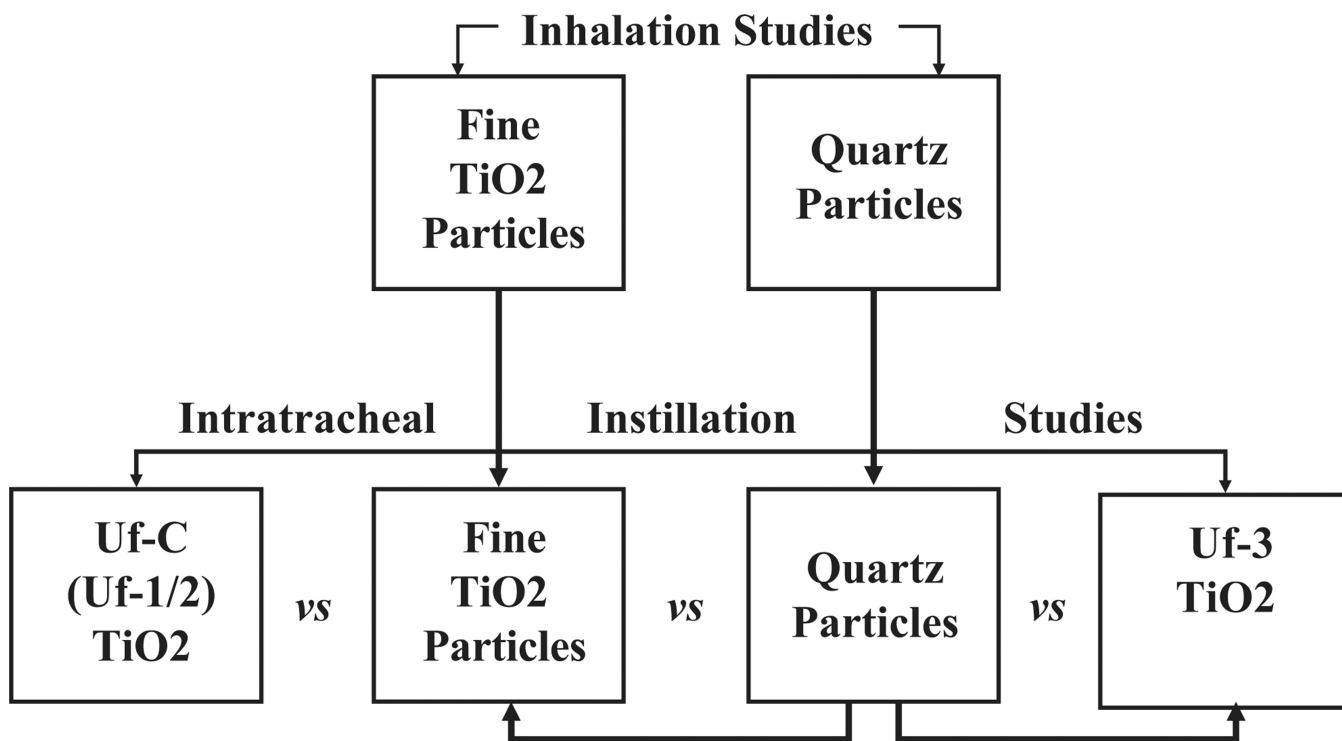 Inhalation Studies
Fine
TiO2
Particles
Quartz
Particles
Intratracheal Instillation Studies
Uf-C
(Uf-1/2)
TiO2
vs
Fine
TiO2
Particles
vs
Quartz
Particles
vs
Uf-3
TiO2